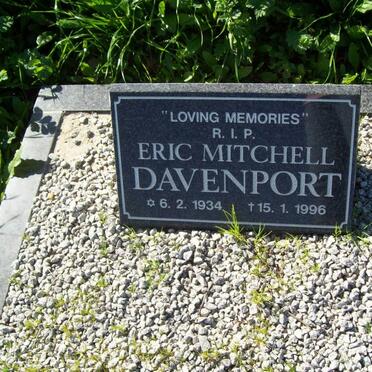 "LOVING MEMORIES"
R. I. P.
ERIC MITCHELL
DAVENPORT
✡ 6. 2. 1934 †15. 1. 1996